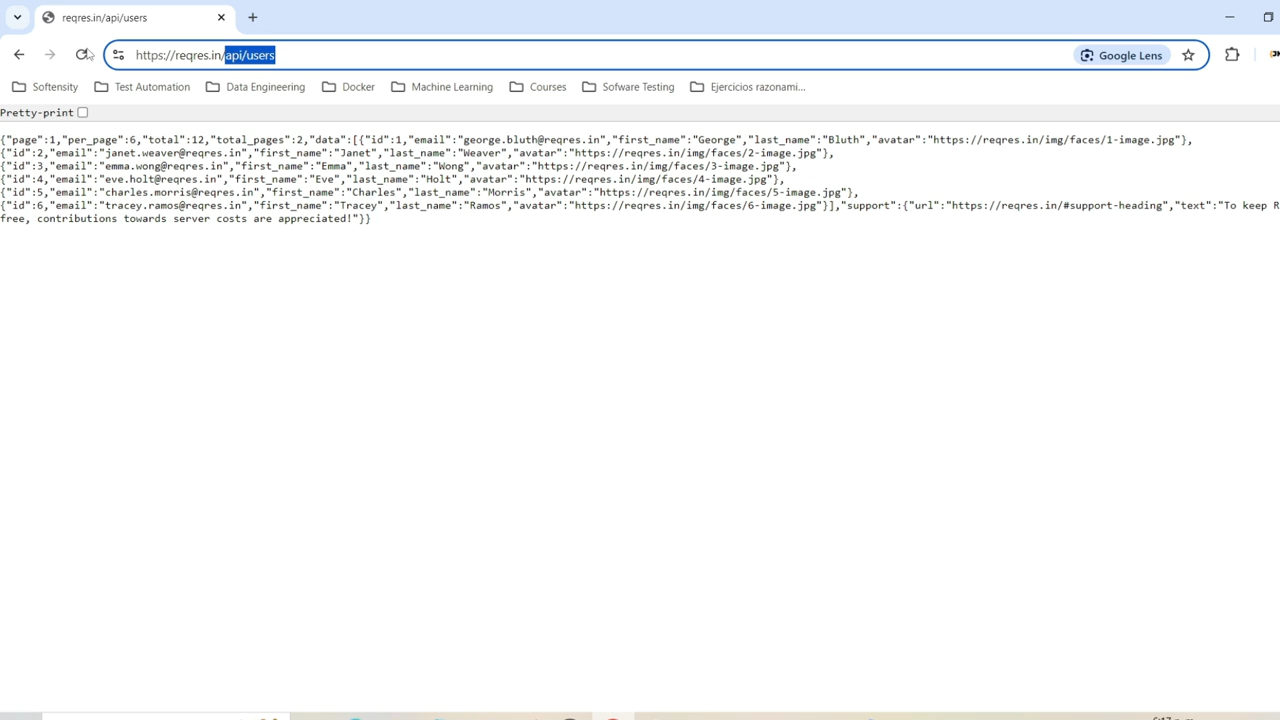 reqres.in/api/users
https://reqres.in/api/users
Google Lens
Softensity
Test Automation
Data Engineering
Docker
Machine Learning
Courses
Sofware Testing
Ejercicios razonami...
Pretty-print
{"page":1,"per_page":6,"total":12,"total_pages":2,"data":[{"id":1,"email":"george.bluth@reqres.in","first_name":"George","last_name":"Bluth","avatar":"https://reqres.in/img/faces/1-image.jpg"},
{"id":2,"email":"janet.weaver@reqres.in","first_name":"Janet","last_name":"Weaver","avatar":"https://reqres.in/img/faces/2-image.jpg"},
{"id":3,"email":"emma.wong@reqres.in","first_name":"Emma","last_name":"Wong","avatar":"https://reqres.in/img/faces/3-image.jpg"},
{"id":4,"email":"eve.holt@reqres.in","first_name":"Eve","last_name":"Holt","avatar":"https://reqres.in/img/faces/4-image.jpg"},
{"id":5,"email":"charles.morris@reqres.in","first_name":"Charles","last_name":"Morris","avatar":"https://reqres.in/img/faces/5-image.jpg"},
{"id":6,"email":"tracey.ramos@reqres.in","first_name":"Tracey","last_name":"Ramos","avatar":"https://reqres.in/img/faces/6-image.jpg"}],"support":{"url":"https://reqres.in/#support-heading","text":"To keep R
free, contributions towards server costs are appreciated!"}}